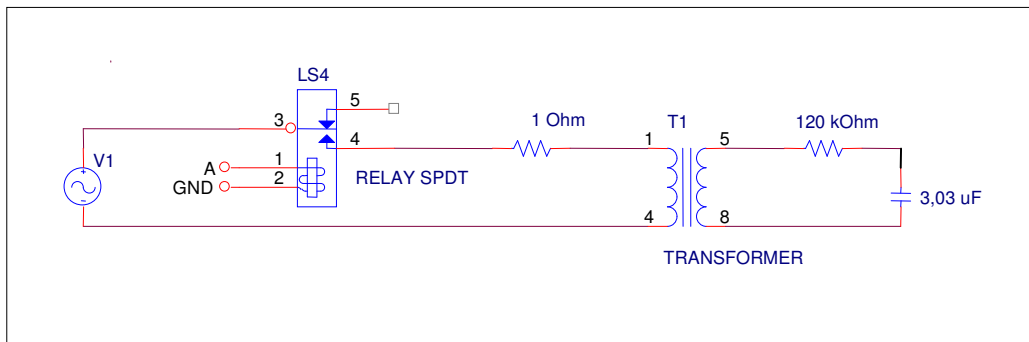 LS4
5
3
4
1 Ohm
1
T1
5
120 kOhm
V1
+
-
A
1
GND
2
RELAY SPDT
4
8
3,03 uF
TRANSFORMER